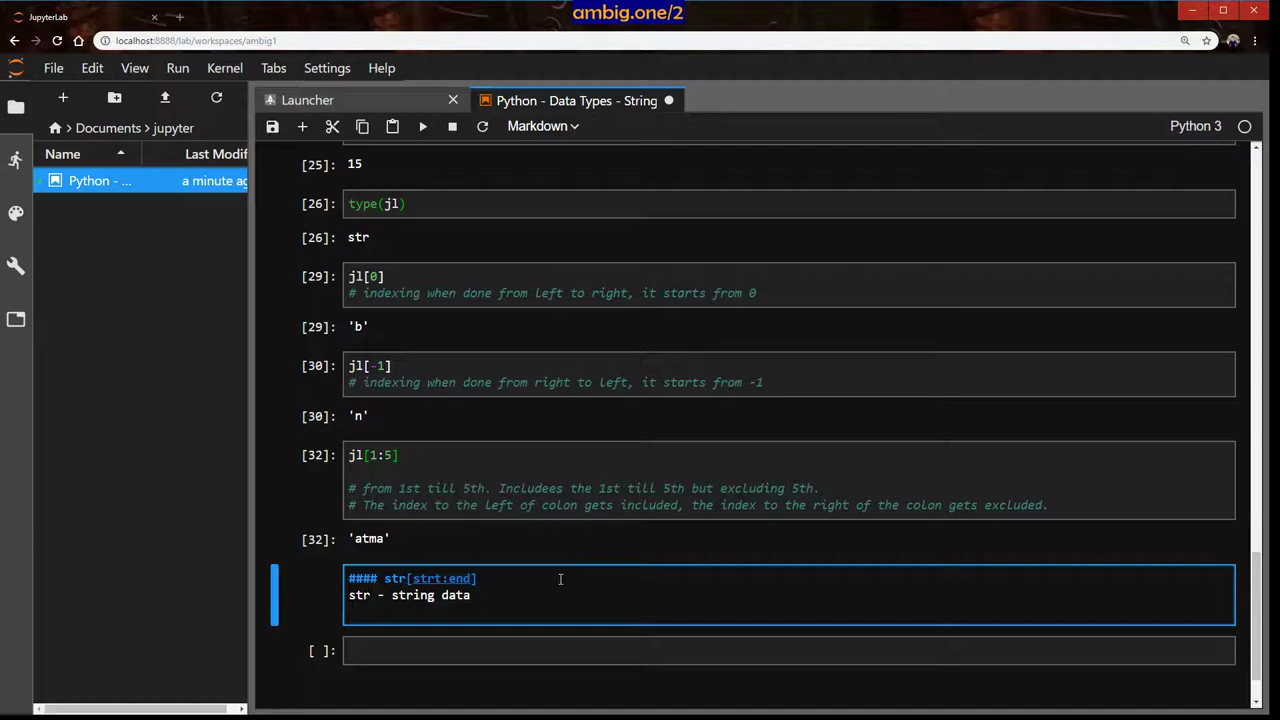 ambig.one/2
JupyterLab
localhost:8888/lab/workspaces/ambig1
File Edit View Run Kernel Tabs Settings Help
Launcher
Python - Data Types - String
Documens
Markdown
Python 3
> Documents > jupyter
Name Last Modif
Python - ... a minute ag
[25]: 15
[26]: type(jl)
[26]: str
[29]: jl[0]
# indexing when done from left to right, it starts from 0
[29]: 'b'
[30]: jl[-1]
# indexing when done from right to left, it starts from -1
[30]: 'n'
[32]: jl[1:5]
# from 1st till 5th. Includees the 1st till 5th but excluding 5th.
# The index to the left of colon gets included, the index to the right of the colon gets excluded.
[32]: 'atma'
#### str[strt:end]
str - string data
[ ]: